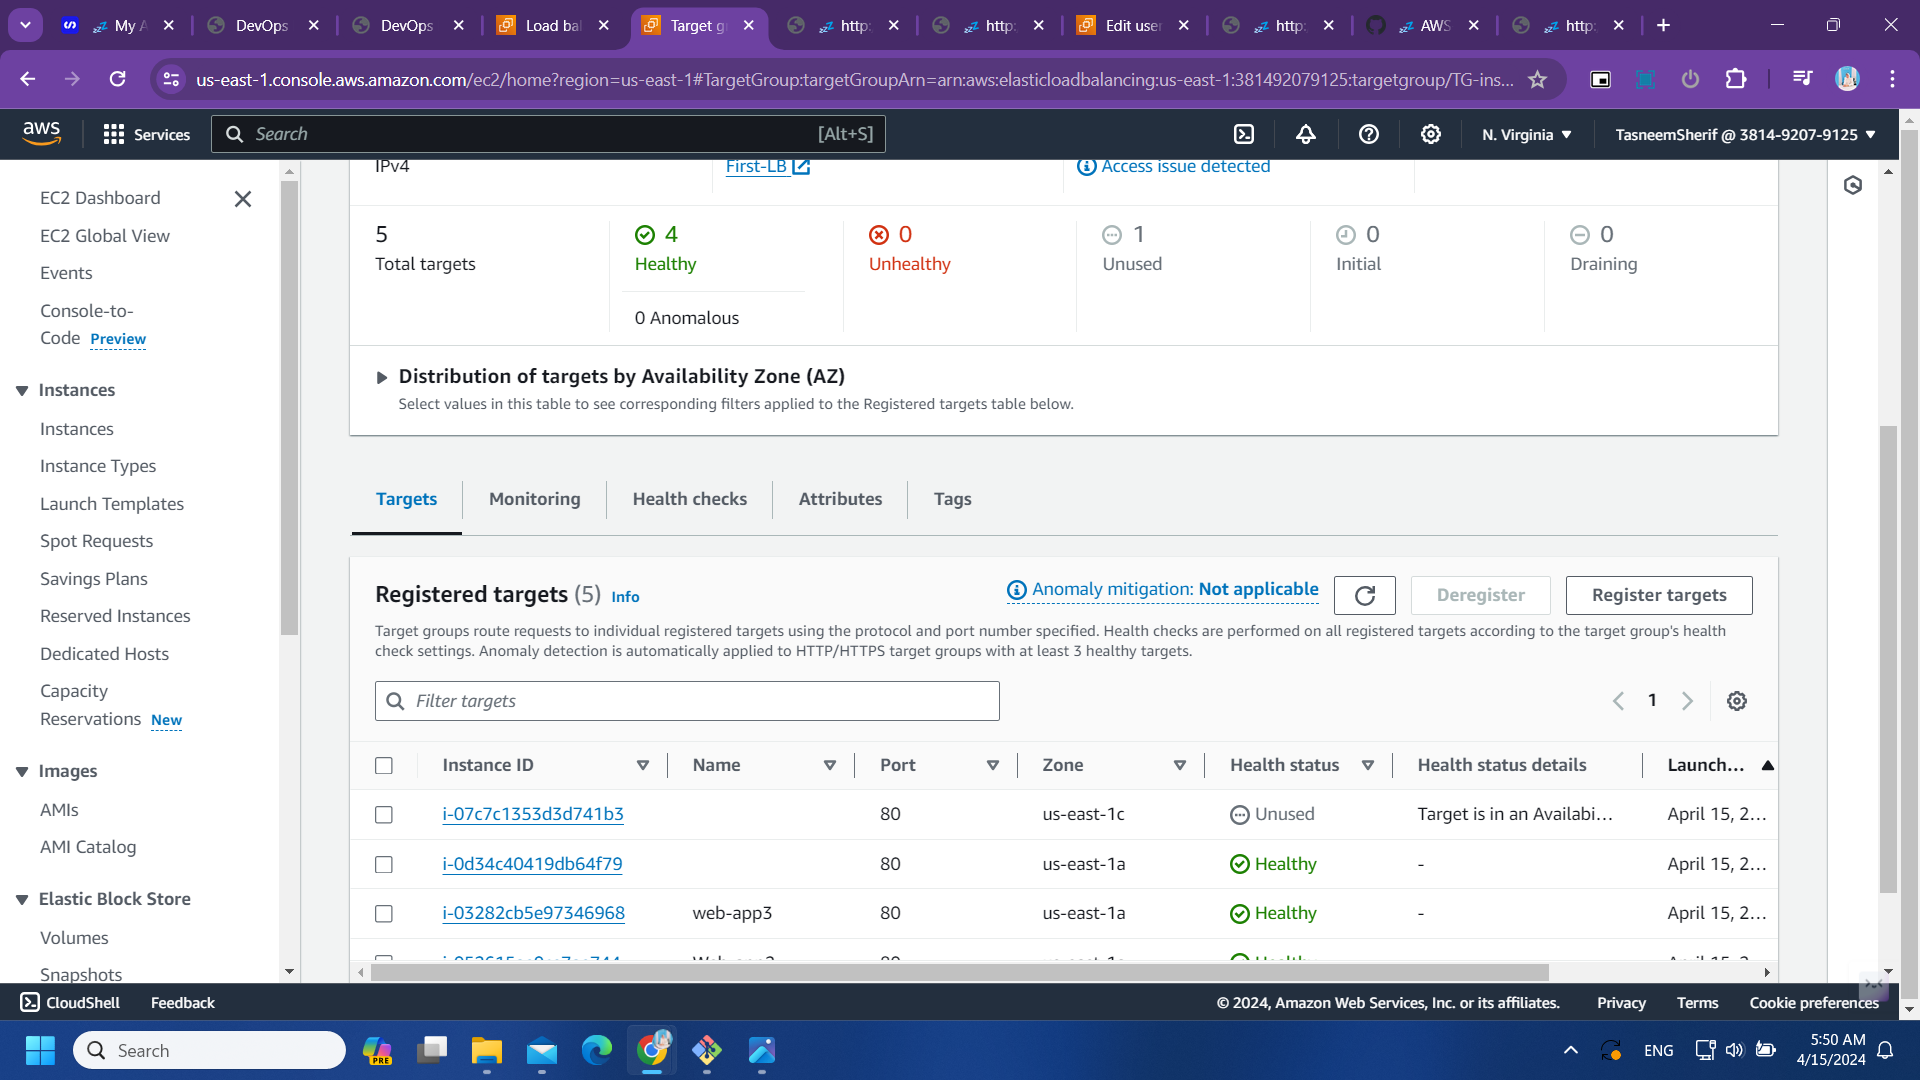 My A
DevOps
DevOps
Load bal
Target g
http:
http:
Edit user
http:
AWS
http:
us-east-1.console.aws.amazon.com/ec2/home?region=us-east-1#TargetGroup:targetGroupArn=arn:aws:elasticloadbalancing:us-east-1:381492079125:targetgroup/TG-ins...
aws
Services
Search
[Alt+S]
N. Virginia
TasneemSherif @ 3814-9207-9125
EC2 Dashboard
EC2 Global View
Events
Console-to-
Code Preview
Instances
Instances
Instance Types
Launch Templates
Spot Requests
Savings Plans
Reserved Instances
Dedicated Hosts
Capacity
Reservations New
Images
AMIs
AMI Catalog
Elastic Block Store
Volumes
Snapshots
IPv4
First-LB
Access issue detected
5
Total targets
4
Healthy
0 Anomalous
0
Unhealthy
1
Unused
0
Initial
0
Draining
Distribution of targets by Availability Zone (AZ)
Select values in this table to see corresponding filters applied to the Registered targets table below.
Targets
Monitoring
Health checks
Attributes
Tags
Registered targets (5) Info
Anomaly mitigation: Not applicable
Deregister
Register targets
Target groups route requests to individual registered targets using the protocol and port number specified. Health checks are performed on all registered targets according to the target group's health
check settings. Anomaly detection is automatically applied to HTTP/HTTPS target groups with at least 3 healthy targets.
Filter targets
1
Instance ID Name Port Zone Health status Health status details Launch...
i-07c7c1353d3d741b3 80 us-east-1c Unused Target is in an Availabi... April 15, 2...
i-0d34c40419db64f79 80 us-east-1a Healthy - April 15, 2...
i-03282cb5e97346968 web-app3 80 us-east-1a Healthy - April 15, 2...
CloudShell
Feedback
© 2024, Amazon Web Services, Inc. or its affiliates.
Privacy
Terms
Cookie preferences
Search
PRE
ENG
5:50 AM
4/15/2024